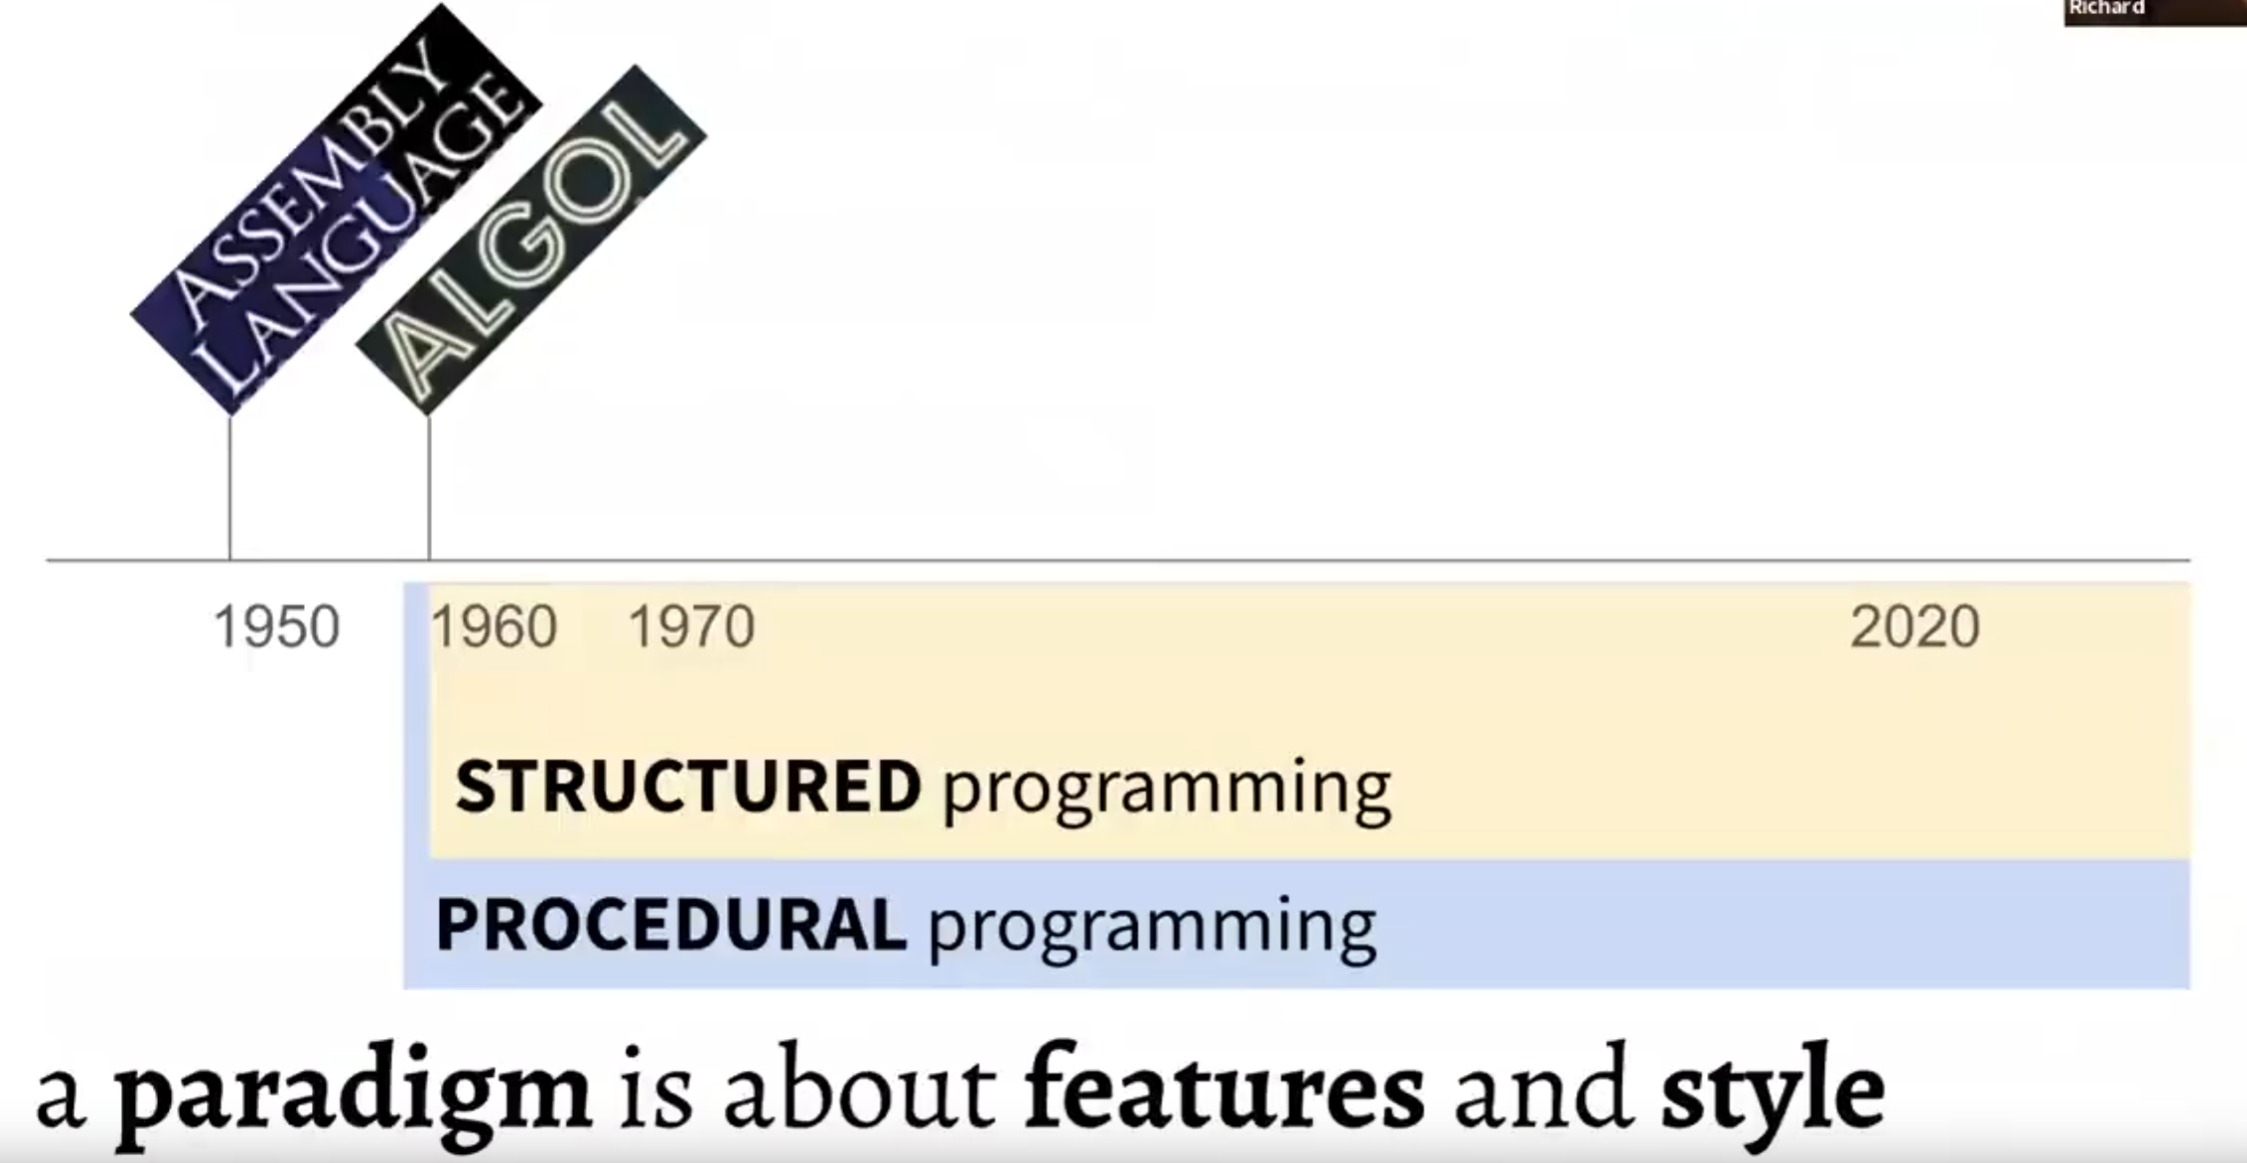 Richard
ASSEMBLY
LANGUAGE
ALGOL
1950 1960 1970 2020
STRUCTURED programming
PROCEDURAL programming
a paradigm is about features and style